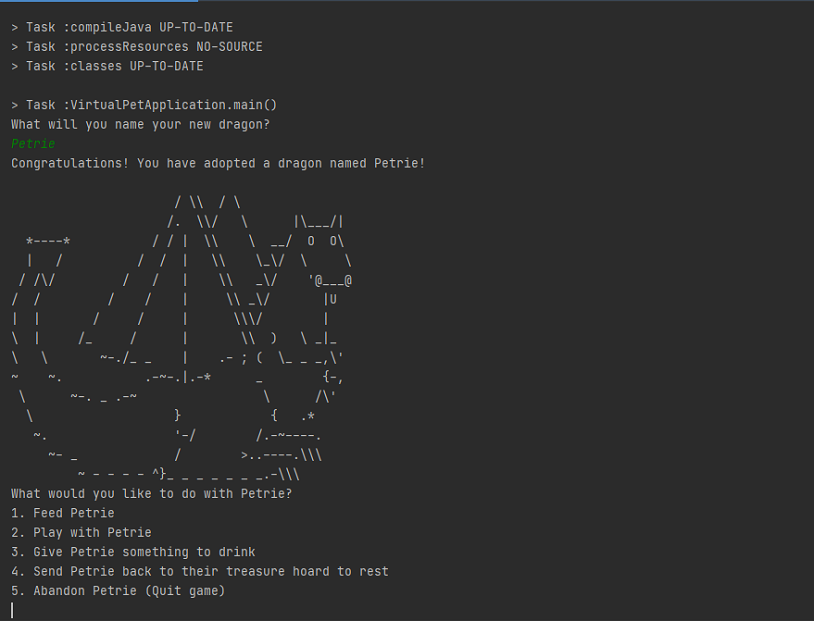 > Task :compileJava UP-TO-DATE
> Task :processResources NO-SOURCE
> Task :classes UP-TO-DATE
> Task :VirtualPetApplication.main()
What will you name your new dragon?
Petrie
Congratulations! You have adopted a dragon named Petrie!
                      / \\  / \
                     /.  \\/   \      |\___/|
  *----*           / / |  \\    \  __/  O  O\
  |   /          /  /  |   \\    \_\/  \     \
 / /\/         /   /   |    \\   _\/    '@___@
/  /         /    /    |     \\ _\/       |U
|  |       /     /     |      \\\/        |
\  |     /_     /      |       \\  )   \ _|_
\   \       ~-./_ _    |    .- ; (  \_ _ _,\'
~    ~.           .-~-.|.-*      _        {-,
 \      ~-. _ .-~                 \      /\'
  \                   }            {   .*
   ~.                 '-/        /.-~----.
     ~- _             /        >..----.\\\
         ~ - - - - ^}_ _ _ _ _ _ _.-\\\
What would you like to do with Petrie?
1. Feed Petrie
2. Play with Petrie
3. Give Petrie something to drink
4. Send Petrie back to their treasure hoard to rest
5. Abandon Petrie (Quit game)